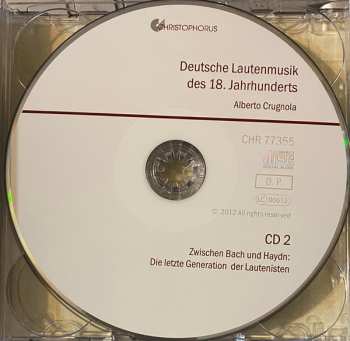 CHRISTOPHORUS
Deutsche Lautenmusik
des 18. Jahrhunderts
Alberto Crugnola
CHR 77355
D P
© 2012 All rights reserved
CD 2
Zwischen Bach und Haydn:
Die letzte Generation der Lautenisten